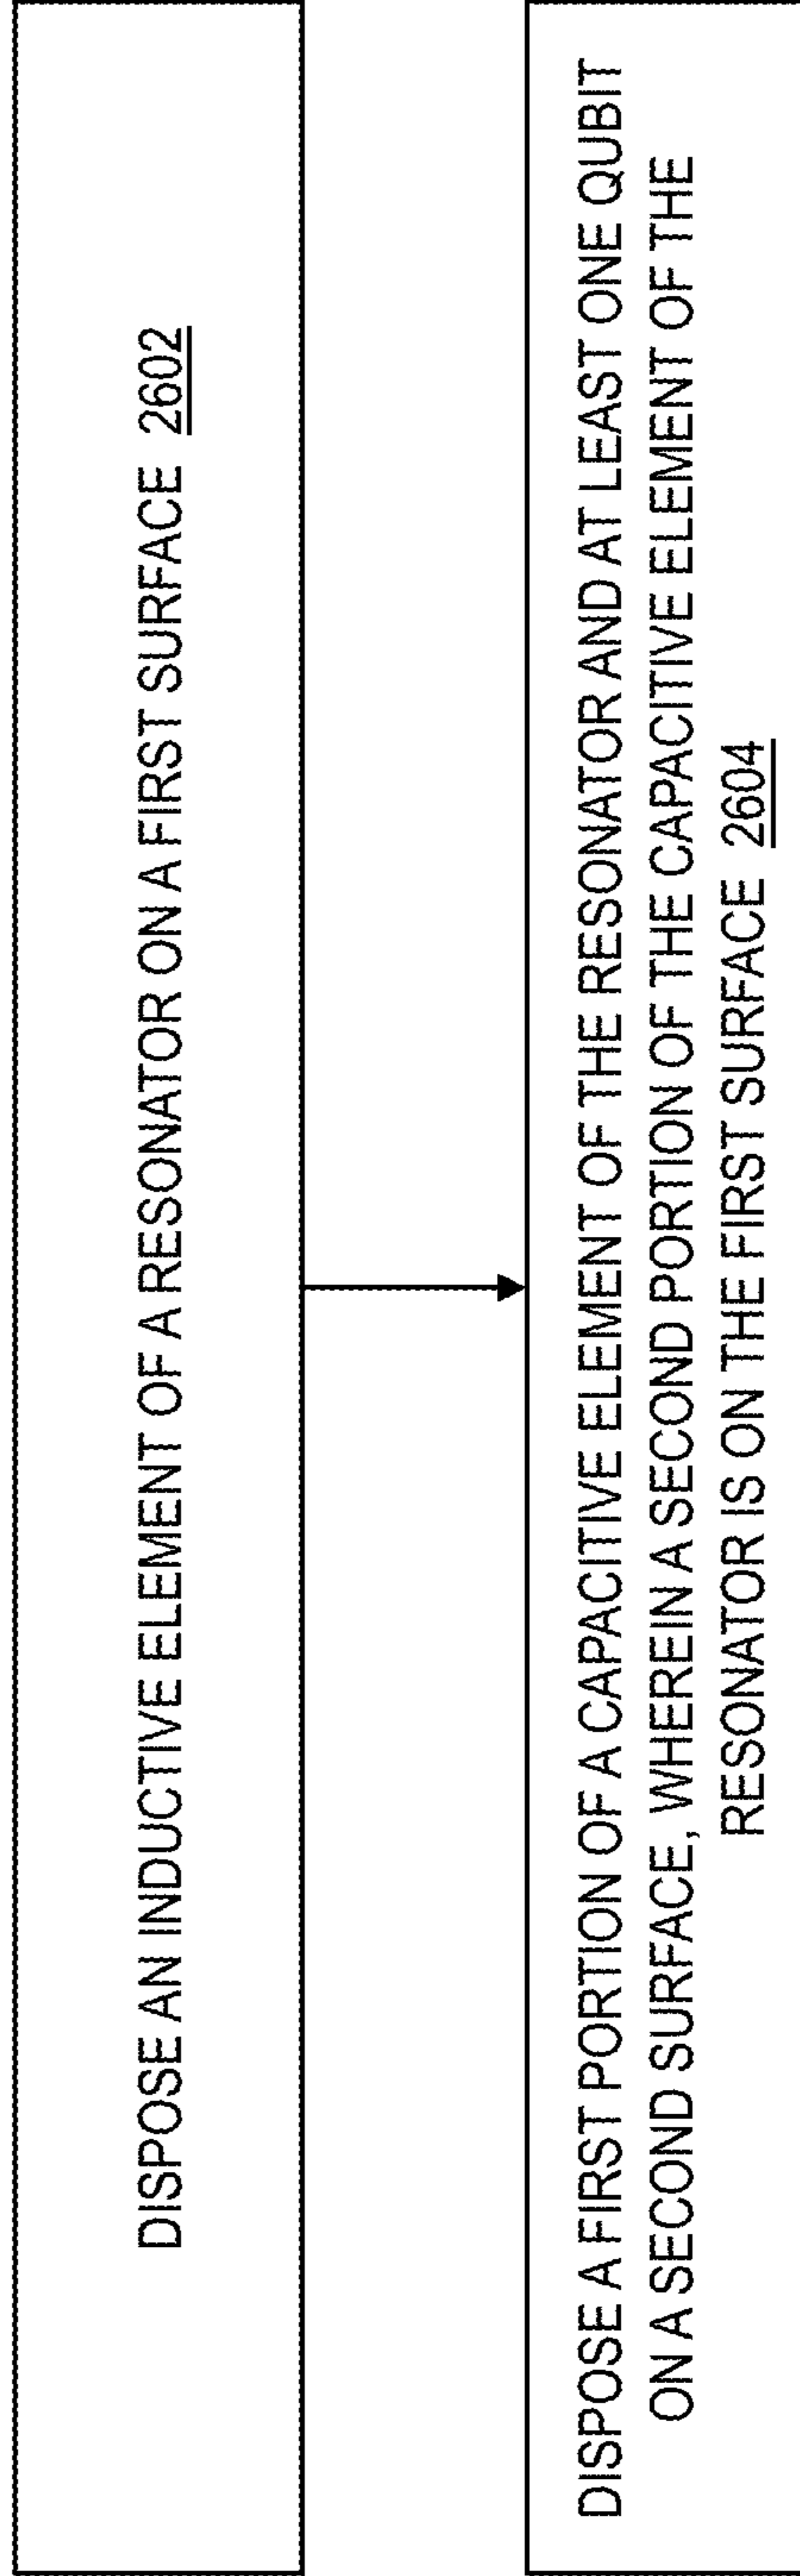 DISPOSE AN INDUCTIVE ELEMENT OF A RESONATOR ON A FIRST SURFACE 2602
DISPOSE A FIRST PORTION OF A CAPACITIVE ELEMENT OF THE RESONATOR AND AT LEAST ONE QUBIT
ON A SECOND SURFACE, WHEREIN A SECOND PORTION OF THE CAPACITIVE ELEMENT OF THE
RESONATOR IS ON THE FIRST SURFACE 2604